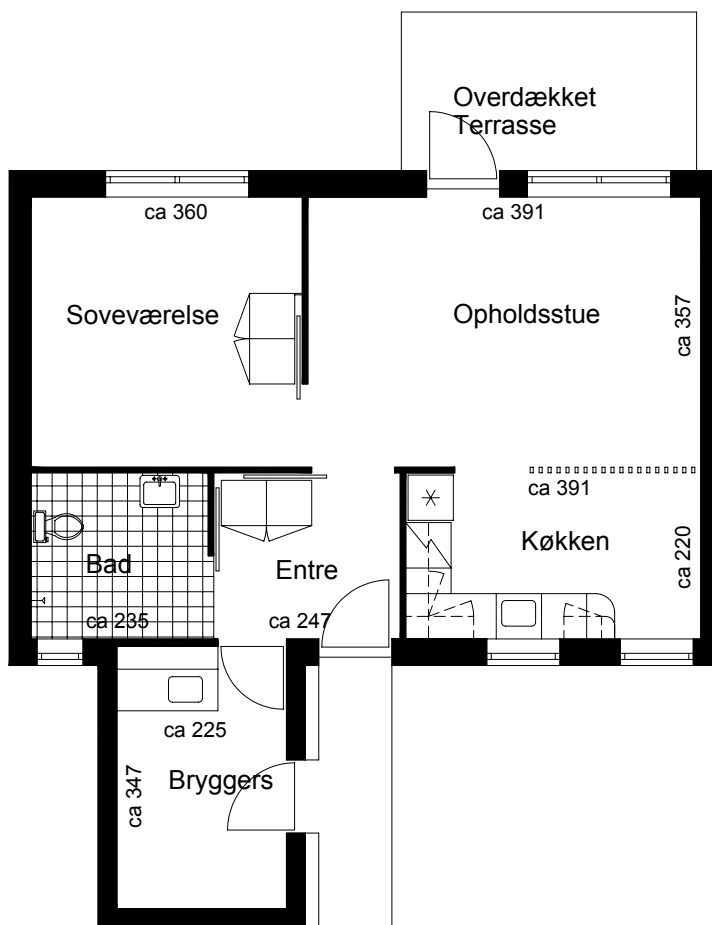 Overdækket
Terrasse
ca 360
ca 391
Soveværelse
Opholdsstue
ca 357
ca 391
Køkken
ca 220
Bad
Entre
ca 235
ca 247
ca 225
Bryggers
ca 347